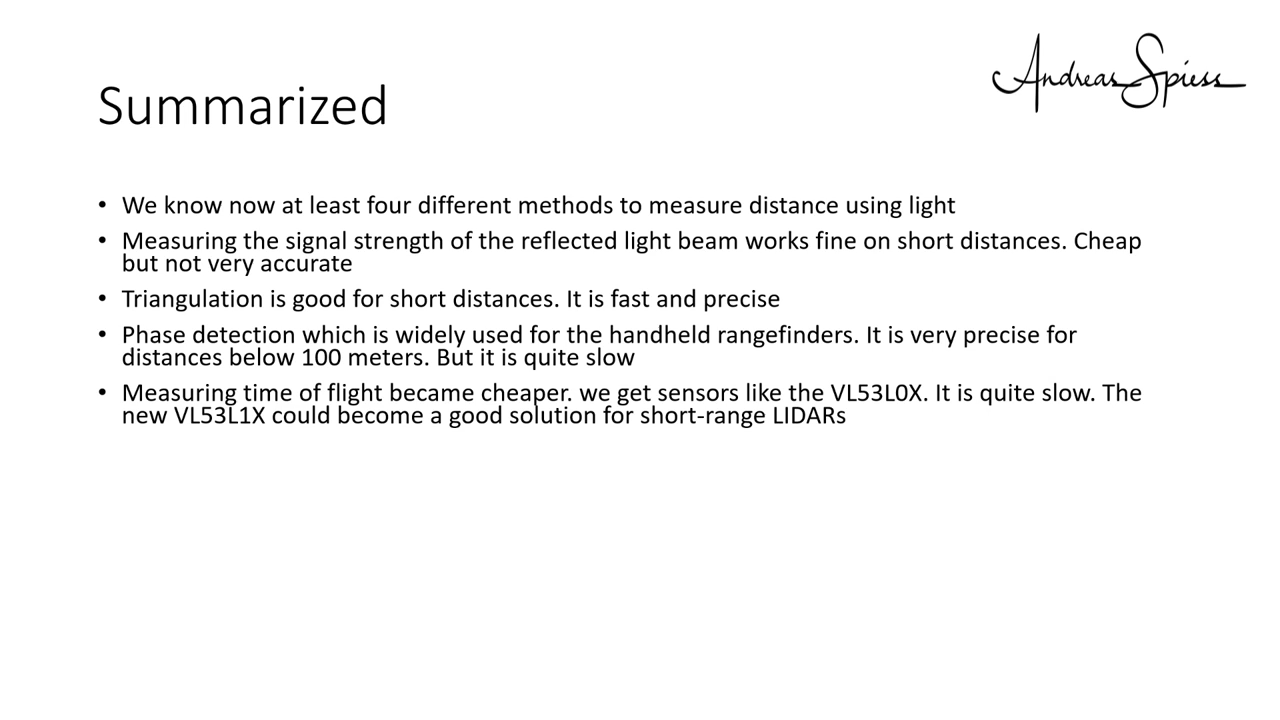 Andreas Spiess
Summarized
• We know now at least four different methods to measure distance using light
• Measuring the signal strength of the reflected light beam works fine on short distances. Cheap
but not very accurate
• Triangulation is good for short distances. It is fast and precise
• Phase detection which is widely used for the handheld rangefinders. It is very precise for
distances below 100 meters. But it is quite slow
• Measuring time of flight became cheaper. we get sensors like the VL53L0X. It is quite slow. The
new VL53L1X could become a good solution for short-range LIDARs